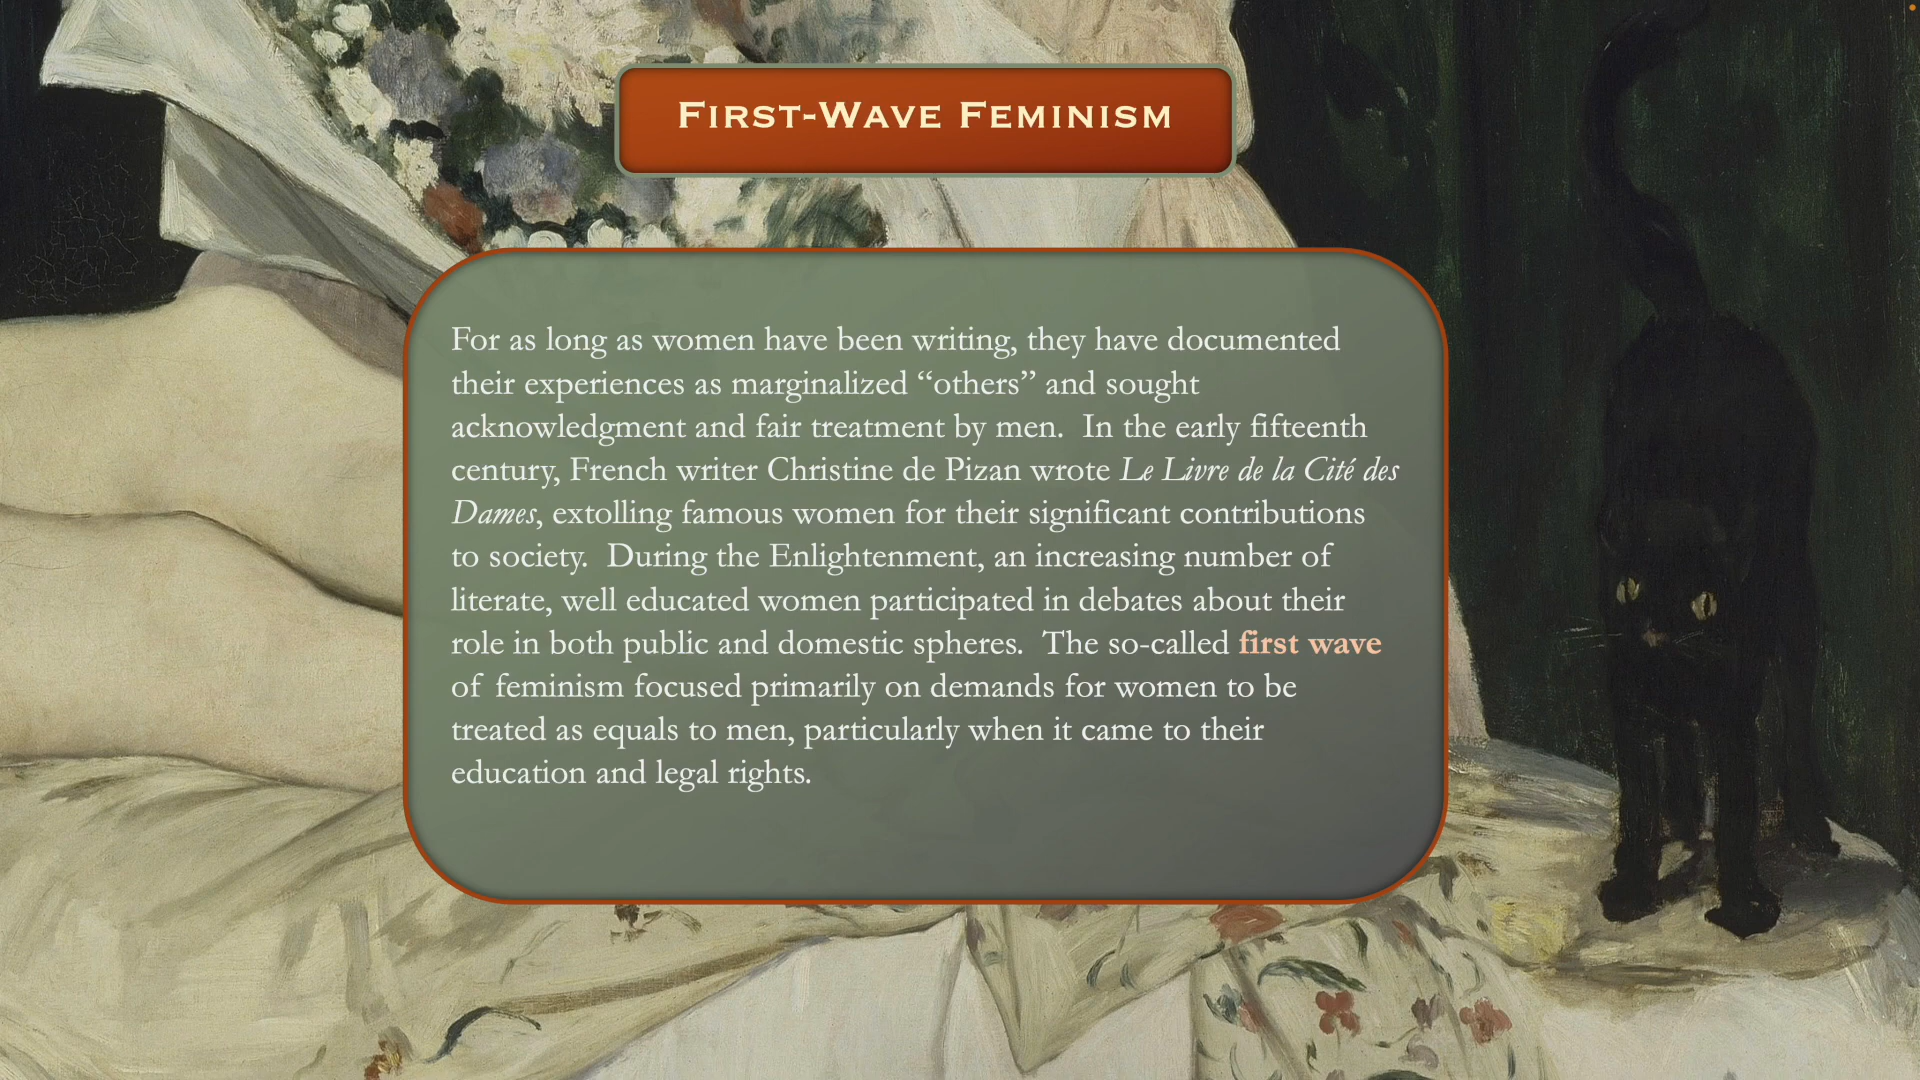 First-Wave Feminism
For as long as women have been writing, they have documented
their experiences as marginalized “others” and sought
acknowledgment and fair treatment by men.  In the early fifteenth
century, French writer Christine de Pizan wrote Le Livre de la Cité des
Dames, extolling famous women for their significant contributions
to society.  During the Enlightenment, an increasing number of
literate, well educated women participated in debates about their
role in both public and domestic spheres.  The so-called first wave
of feminism focused primarily on demands for women to be
treated as equals to men, particularly when it came to their
education and legal rights.